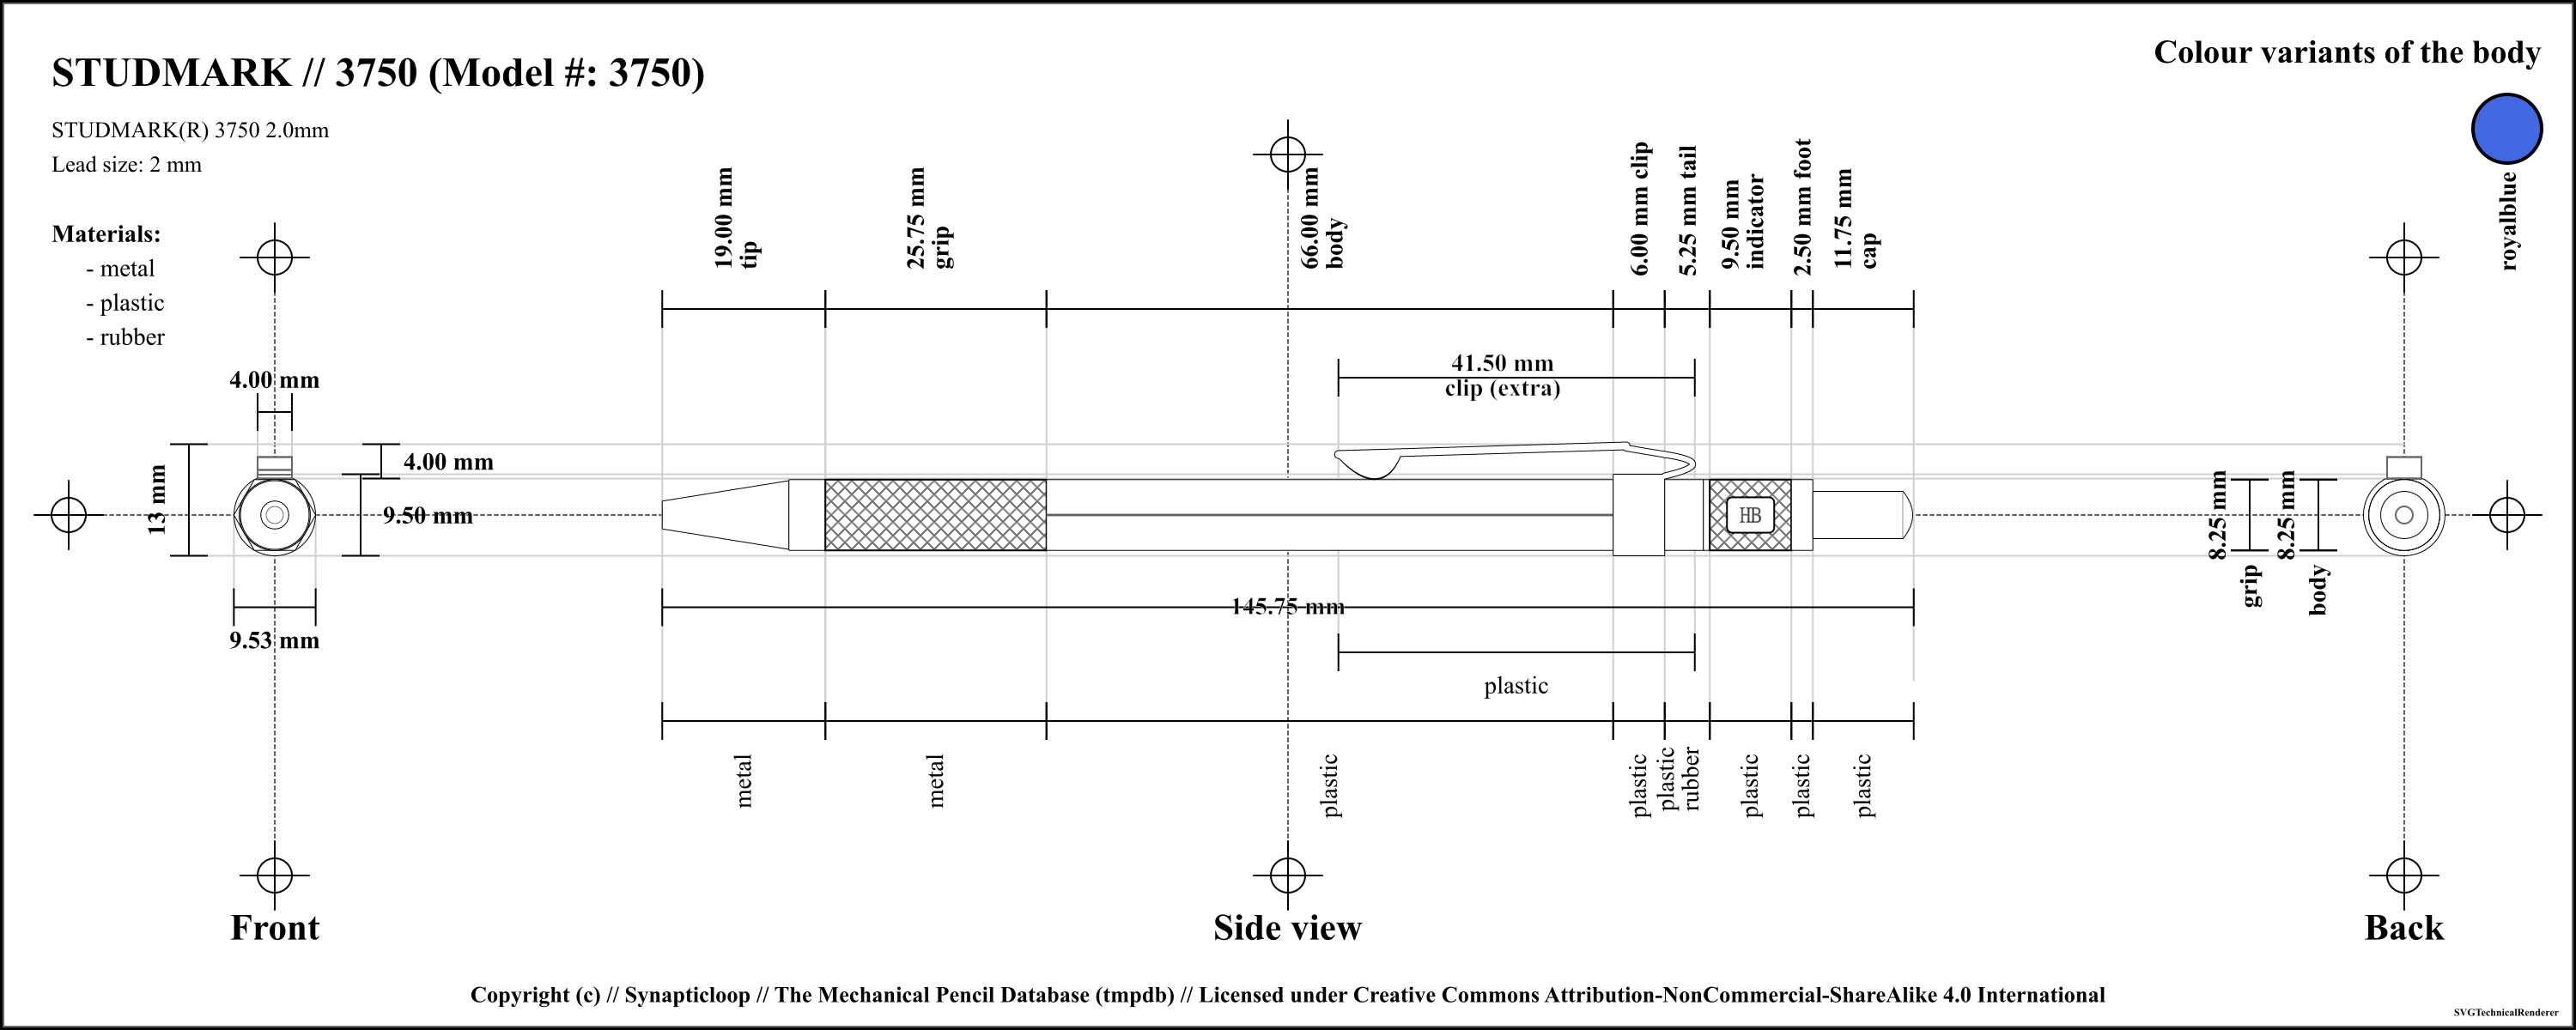 STUDMARK // 3750 (Model #: 3750)
STUDMARK(R) 3750 2.0mm
Lead size: 2 mm
Materials:
- metal
- plastic
- rubber
Colour variants of the body
royalblue
19.00 mm
tip
25.75 mm
grip
66.00 mm
body
6.00 mm clip
5.25 mm tail
9.50 mm
indicator
2.50 mm foot
11.75 mm
cap
41.50 mm
clip (extra)
4.00 mm
4.00 mm
13 mm
9.50 mm
9.53 mm
HB
8.25 mm
grip
8.25 mm
body
145.75 mm
plastic
metal
metal
plastic
plastic
plastic
rubber
plastic
plastic
plastic
Front
Side view
Back
Copyright (c) // Synapticloop // The Mechanical Pencil Database (tmpdb) // Licensed under Creative Commons Attribution-NonCommercial-ShareAlike 4.0 International
SVGTechnicalRenderer